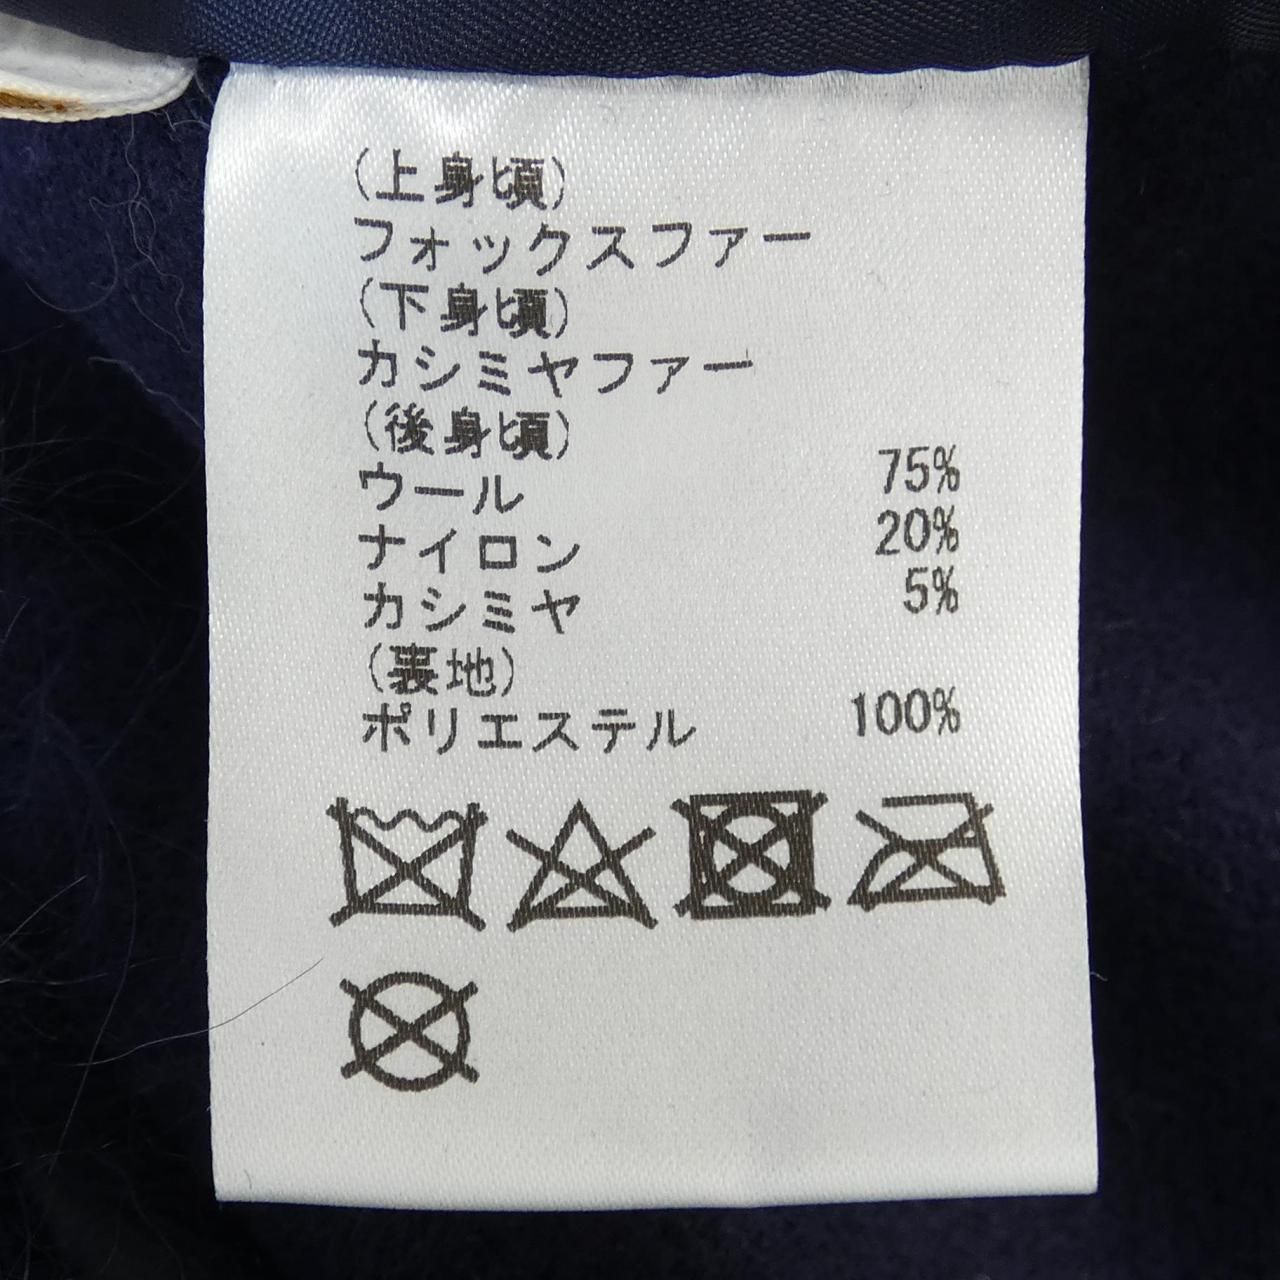 (上身頃)
フォックスファー
(下身頃)
カシミヤファー
(後身頃)
ウール 75%
ナイロン 20%
カシミヤ 5%
(裏地)
ポリエステル 100%